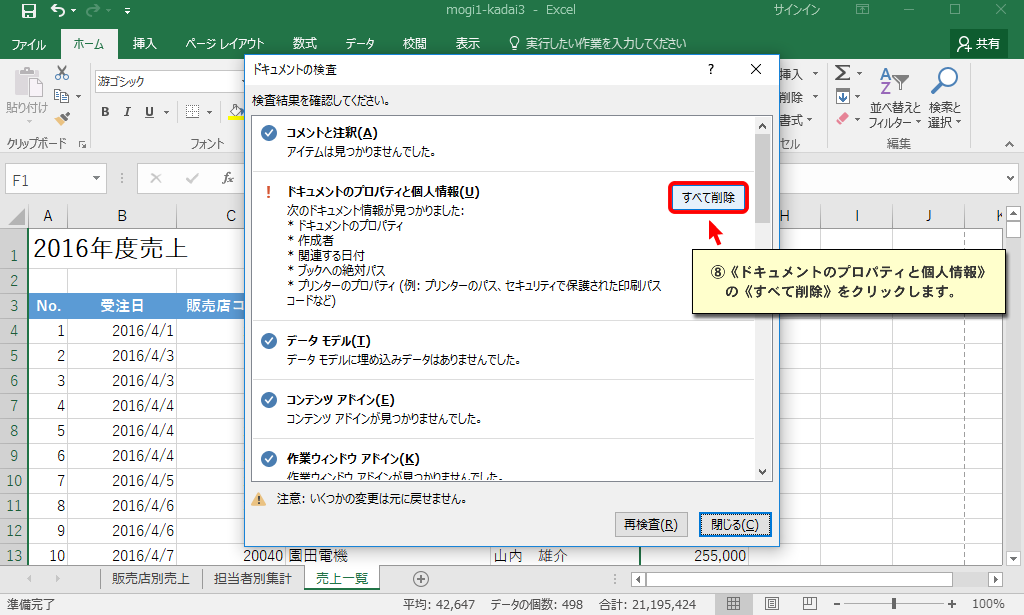 mogi1-kadai3 - Excel
サインイン
ファイル ホーム 挿入 ページ レイアウト 数式 データ 校閲 表示 実行したい作業を入力してください 共有
貼り付け
クリップボード
游ゴシック
B I U
フォント
挿入
削除
書式
セル
Σ
並べ替えと
フィルター
検索と
選択
編集
F1
fx
A B C H I J K
1 2016年度売上
2
3 No. 受注日 販売店コ
4 1 2016/4/1
5 2 2016/4/3
6 3 2016/4/3
7 4 2016/4/4
8 5 2016/4/4
9 6 2016/4/4
10 7 2016/4/5
11 8 2016/4/6
12 9 2016/4/6
13 10 2016/4/7 20040 園田電機 山内 雄介 255,000
ドキュメントの検査
?
検査結果を確認してください。
コメントと注釈(A)
アイテムは見つかりませんでした。
! ドキュメントのプロパティと個人情報(U)
すべて削除
次のドキュメント情報が見つかりました:
* ドキュメントのプロパティ
* 作成者
* 関連する日付
* ブックへの絶対パス
* プリンターのプロパティ (例: プリンターのパス、セキュリティで保護された印刷パス
コードなど)
データ モデル(T)
データ モデルに埋め込みデータはありませんでした。
コンテンツ アドイン(E)
コンテンツ アドインが見つかりませんでした。
作業ウィンドウ アドイン(K)
作業ウィンドウ アドインが見つかりませんでした。
注意: いくつかの変更は元に戻せません。
再検査(R) 閉じる(C)
⑧《ドキュメントのプロパティと個人情報》
の《すべて削除》をクリックします。
販売店別売上 担当者別集計 売上一覧
準備完了 平均: 42,647 データの個数: 498 合計: 21,195,424 100%